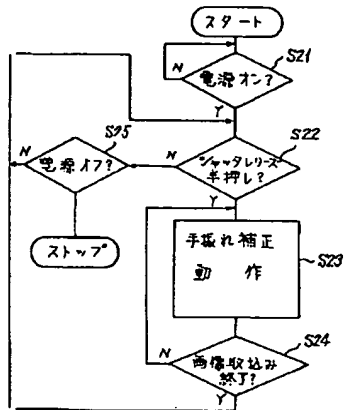 スタート
S21
電源オン?
N
Y
S22
シャッタレリーズ
半押し?
N
Y
S25
電源オフ?
N
Y
ストップ
手振れ補正
動作
S23
S24
画像取込み
終了?
N
Y